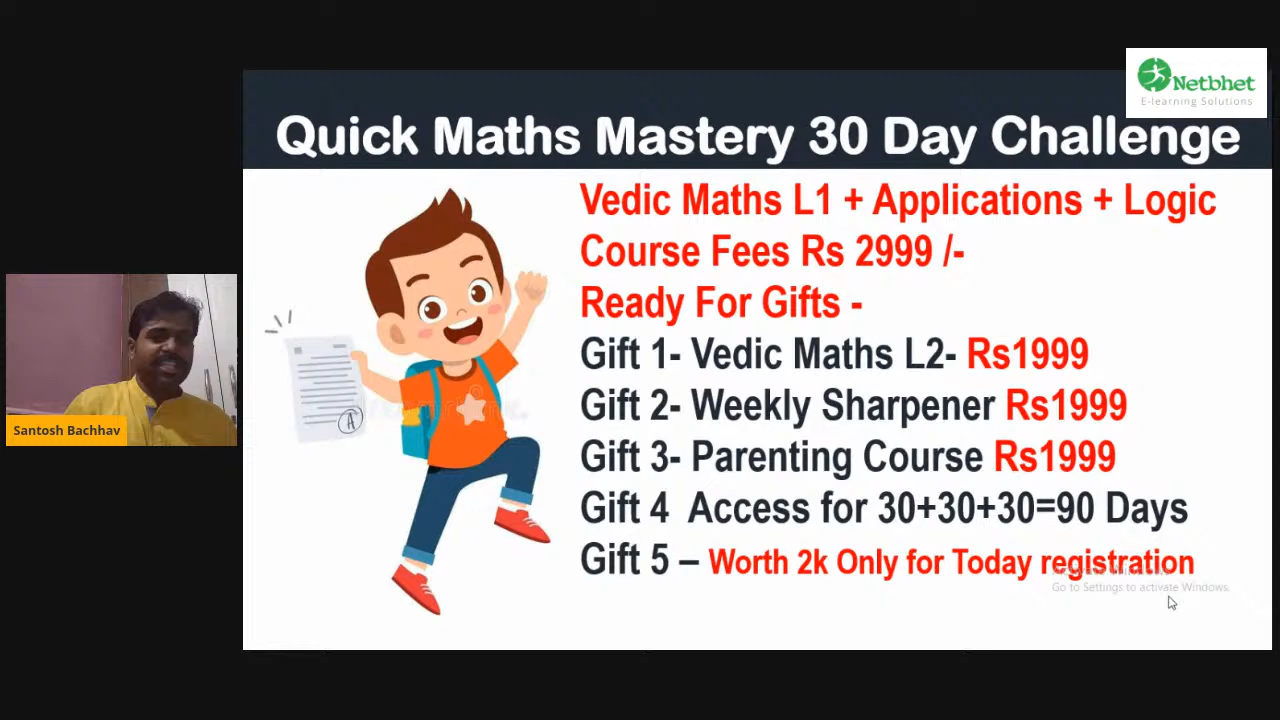 Netbhet
E-learning Solutions
Quick Maths Mastery 30 Day Challenge
Vedic Maths L1 + Applications + Logic
Course Fees Rs 2999 /-
Ready For Gifts -
Gift 1- Vedic Maths L2- Rs1999
Gift 2- Weekly Sharpener Rs1999
Gift 3- Parenting Course Rs1999
Gift 4 Access for 30+30+30=90 Days
Gift 5 – Worth 2k Only for Today registration
Go to Settings to activate Windows.
A
Santosh Bachhav